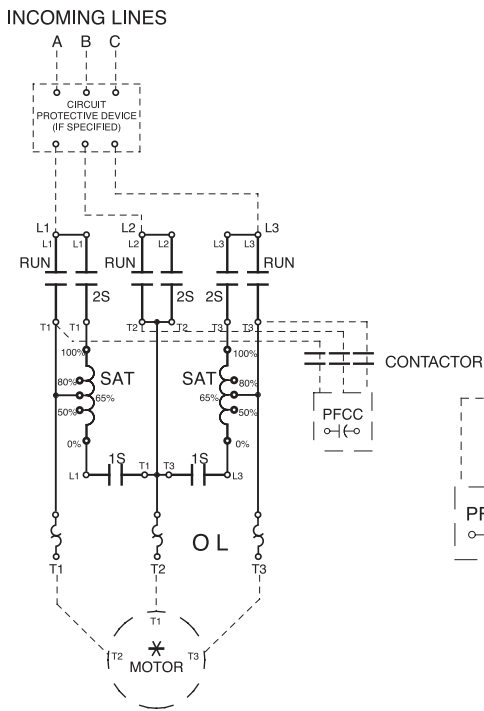 INCOMING LINES
A B C
CIRCUIT
PROTECTIVE DEVICE
(IF SPECIFIED)
L1 L2 L3
L1 L1 L2 L2 L3 L3
RUN RUN RUN
2S 2S 2S
T1 T1 T2 T2 T3 T3
100% 100%
CONTACTOR
80% SAT SAT 80%
65% 65%
50% 50%
PFCC
0% 0%
1S 1S
L1 T1 T3 L3
PF
OL
T1 T2 T3
T1
T2 T3
MOTOR